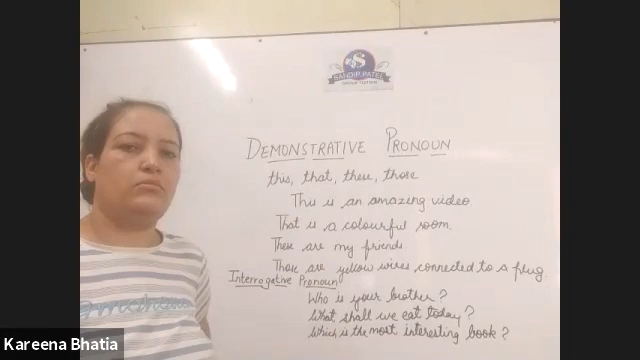 SANDIP PATEL
DEMONSTRATIVE PRONOUN
this, that, these, those
This is an amazing video
That is a colourful room.
These are my friends
Those are yellow wires connected to a plug.
Interrogative Pronoun
Who is your brother?
What shall we eat today?
Which is the most interesting book?
Kareena Bhatia